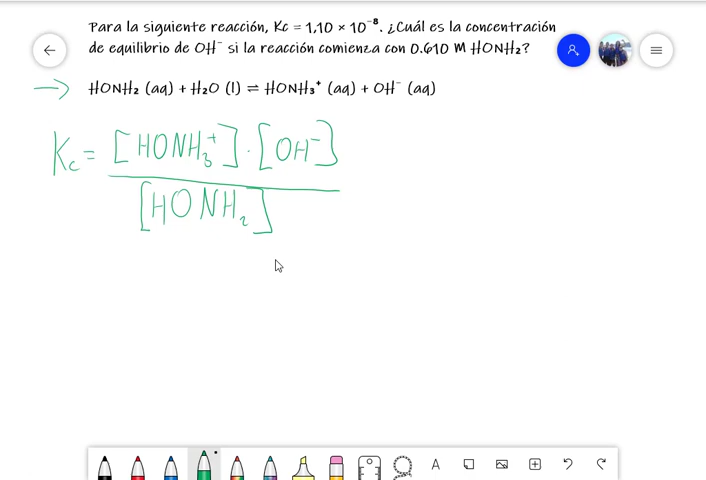 Para la siguiente reacción, Kc = 1.10 × 10⁻⁸. ¿Cuál es la concentración
de equilibrio de OH⁻ si la reacción comienza con 0.610 M HONH₂?
HONH₂ (aq) + H₂O (l) ⇌ HONH₃⁺ (aq) + OH⁻ (aq)
Kc = [HONH₃⁺] · [OH⁻]
[HONH₂]
A